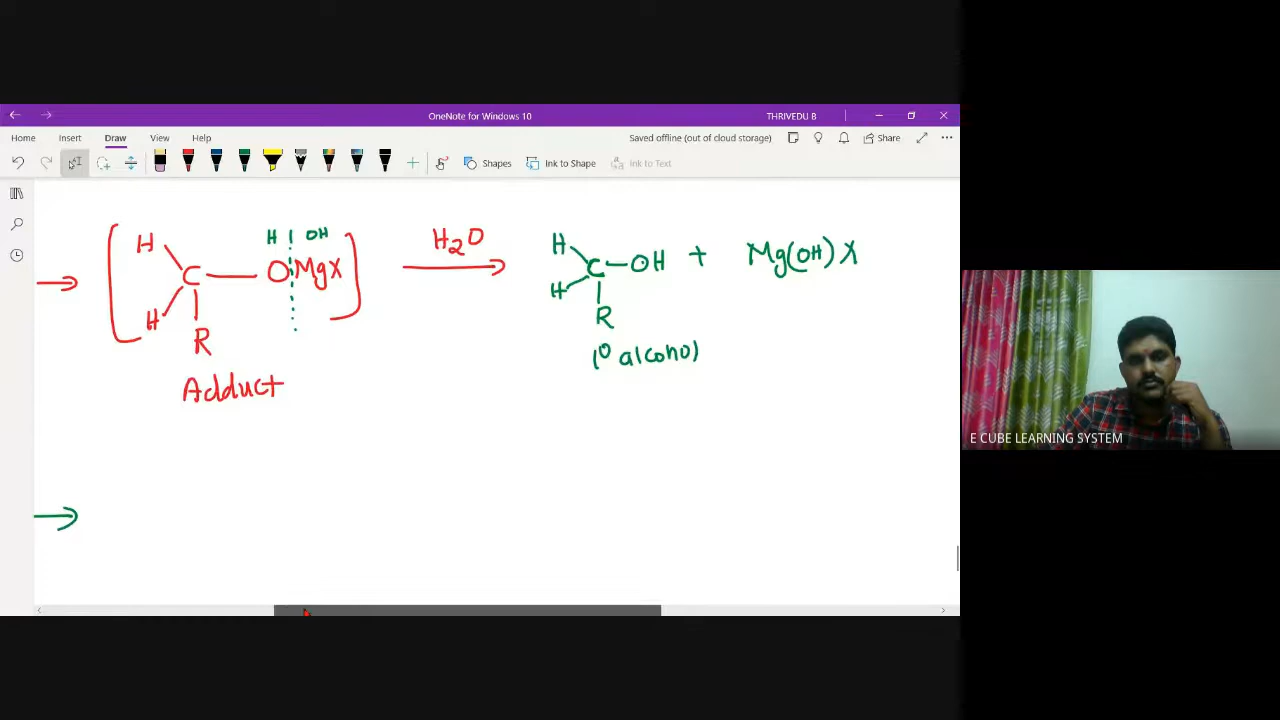 OneNote for Windows 10
THRIVEDU B
Home Insert Draw View Help
Saved offline (out of cloud storage)
Share
Shapes
Ink to Shape
Ink to Text
H
H | OH
C — O MgX
H
R
Adduct
H₂O
H
C — OH + Mg(OH)X
H
R
(1° alcohol)
E CUBE LEARNING SYSTEM